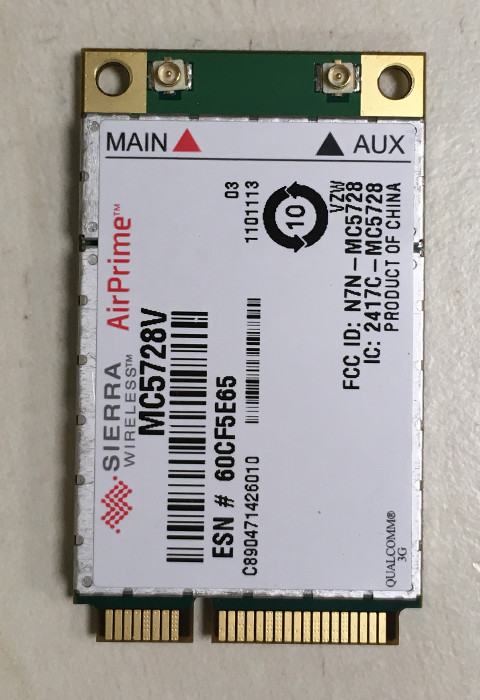 MAIN
AUX
SIERRA
WIRELESS™
AirPrime™
MC5728V
ESN # 60CF5E65
C890471426010
03
1101113
10
VZW
FCC ID: N7N-MC5728
IC: 2417C-MC5728
PRODUCT OF CHINA
QUALCOMM®
3G